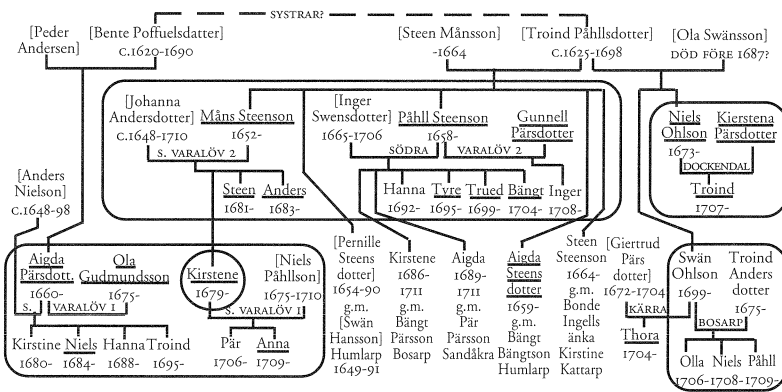 SYSTRAR?
[Peder
Andersen]
[Bente Poffuelsdatter]
c.1620-1690
[Steen Månsson]
-1664
[Troind Påhllsdotter]
c.1625-1698
[Ola Swänsson]
DÖD FÖRE 1687?
[Johanna
Andersdotter]
c.1648-1710
Måns Steenson
1652-
S. VARALÖV 2
Steen
1681-
Anders
1683-
[Inger
Swensdotter]
1665-1706
Påhll Steenson
1658-
Gunnell
Pärsdotter
SÖDRA
VARALÖV 2
Hanna
1692-
Tyre
1695-
Trued
1699-
Bängt
1704-
Inger
1708-
Niels
Ohlson
1673-
Kierstena
Pärsdotter
DOCKENDAL
Troind
1707-
[Anders
Nielson]
c.1648-98
Aigda
Pärsdott.
1660-
Ola
Gudmundsson
1675-
S.
VARALÖV 1
Kirstine
1680-
Niels
1684-
Hanna
1688-
Troind
1695-
Kirstene
1679-
[Niels
Påhllson]
1675-1710
S. VARALÖV 1
Pär
1706-
Anna
1709-
[Pernille
Steens
dotter]
1654-90
g.m.
[Swän
Hansson]
Humlarp
1649-91
Kirstene
1686-
1711
g.m.
Bängt
Pärsson
Bosarp
Aigda
1689-
1711
g.m.
Pär
Pärsson
Sandåkra
Aigda
Steens
dotter
1659-
g.m.
Bängt
Bängtson
Humlarp
Steen
Steenson
1664-
g.m.
Bonde
Ingells
änka
Kirstine
Kattarp
[Giertrud
Pärs
dotter]
1672-1704
KÄRRA
Thora
1704-
Swän
Ohlson
1699-
Troind
Anders
dotter
1675-
BOSARP
Olla
1706-
Niels
1708-
Påhll
1709-